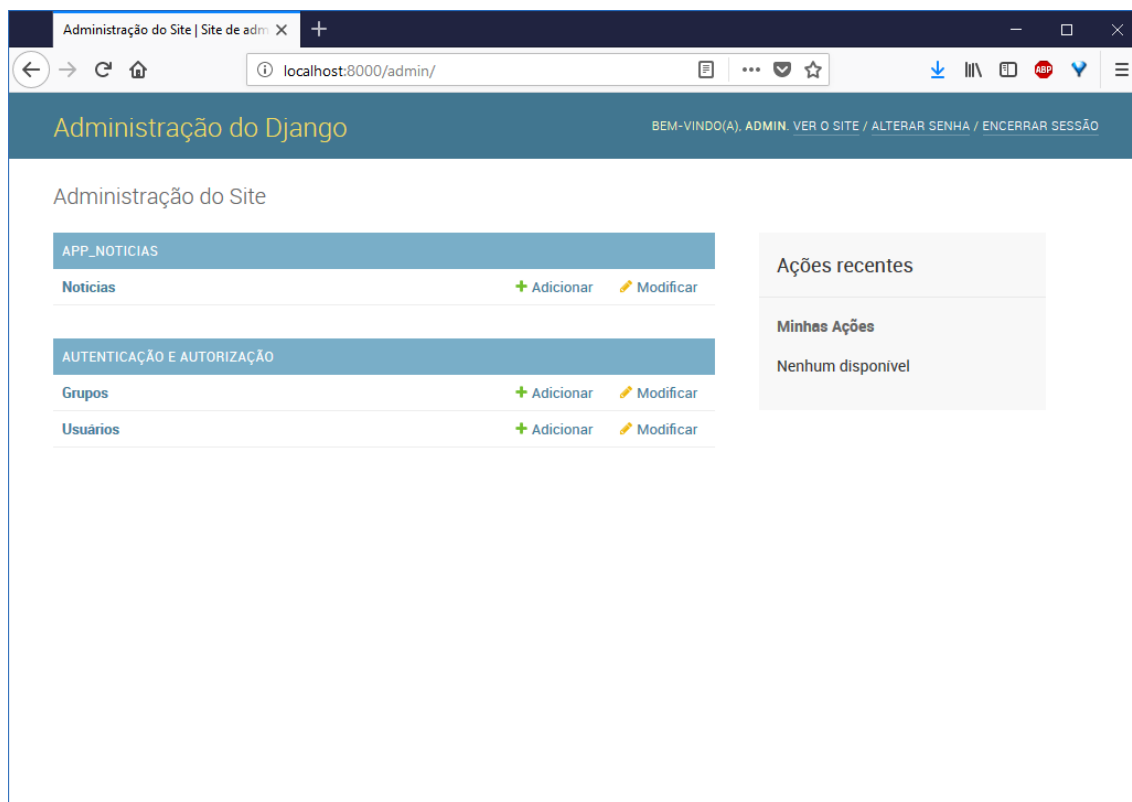 Administração do Site | Site de adm
localhost:8000/admin/
ABP
Administração do Django
BEM-VINDO(A), ADMIN. VER O SITE / ALTERAR SENHA / ENCERRAR SESSÃO
Administração do Site
APP_NOTICIAS
Noticias Adicionar Modificar
AUTENTICAÇÃO E AUTORIZAÇÃO
Grupos Adicionar Modificar
Usuários Adicionar Modificar
Ações recentes
Minhas Ações
Nenhum disponível